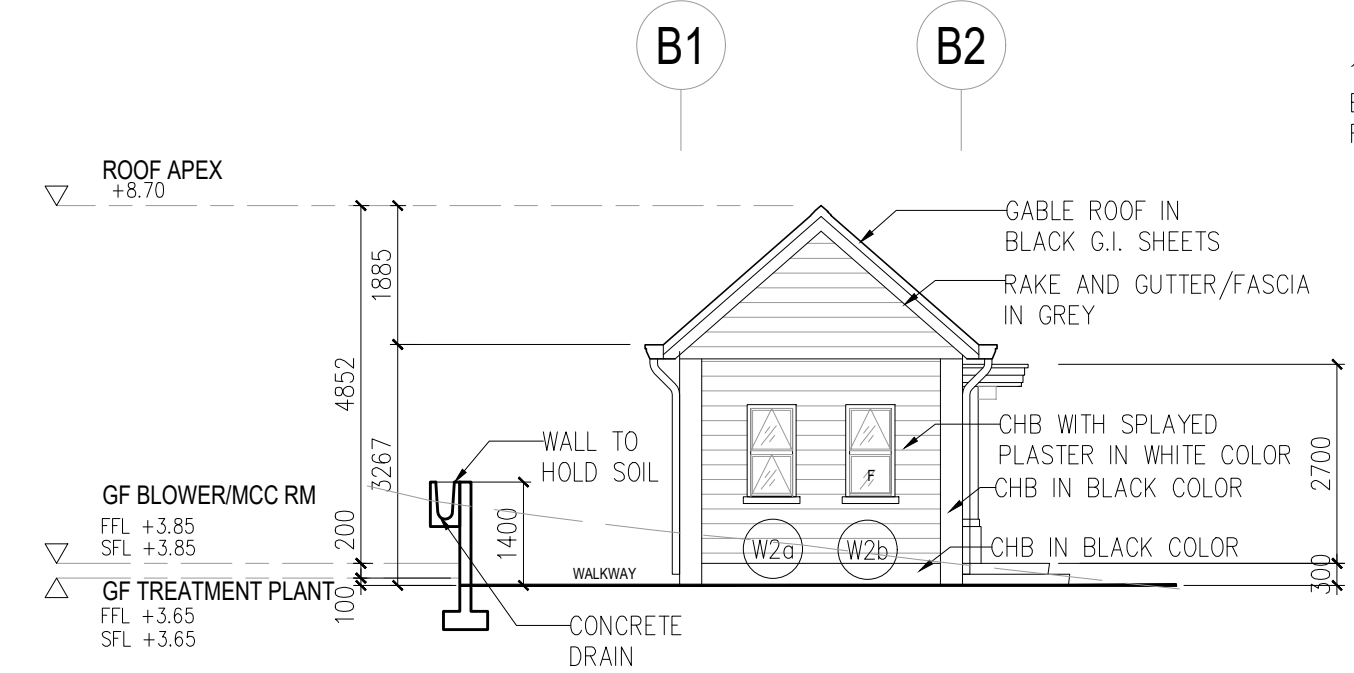 B1
B2
ROOF APEX
+8.70
GABLE ROOF IN
BLACK G.I. SHEETS
RAKE AND GUTTER/FASCIA
IN GREY
1885
4852
3267
WALL TO
HOLD SOIL
CHB WITH SPLAYED
PLASTER IN WHITE COLOR
CHB IN BLACK COLOR
2700
GF BLOWER/MCC RM
FFL +3.85
SFL +3.85
200
1400
F
W2a
W2b
CHB IN BLACK COLOR
WALKWAY
300
GF TREATMENT PLANT
FFL +3.65
SFL +3.65
100
CONCRETE
DRAIN